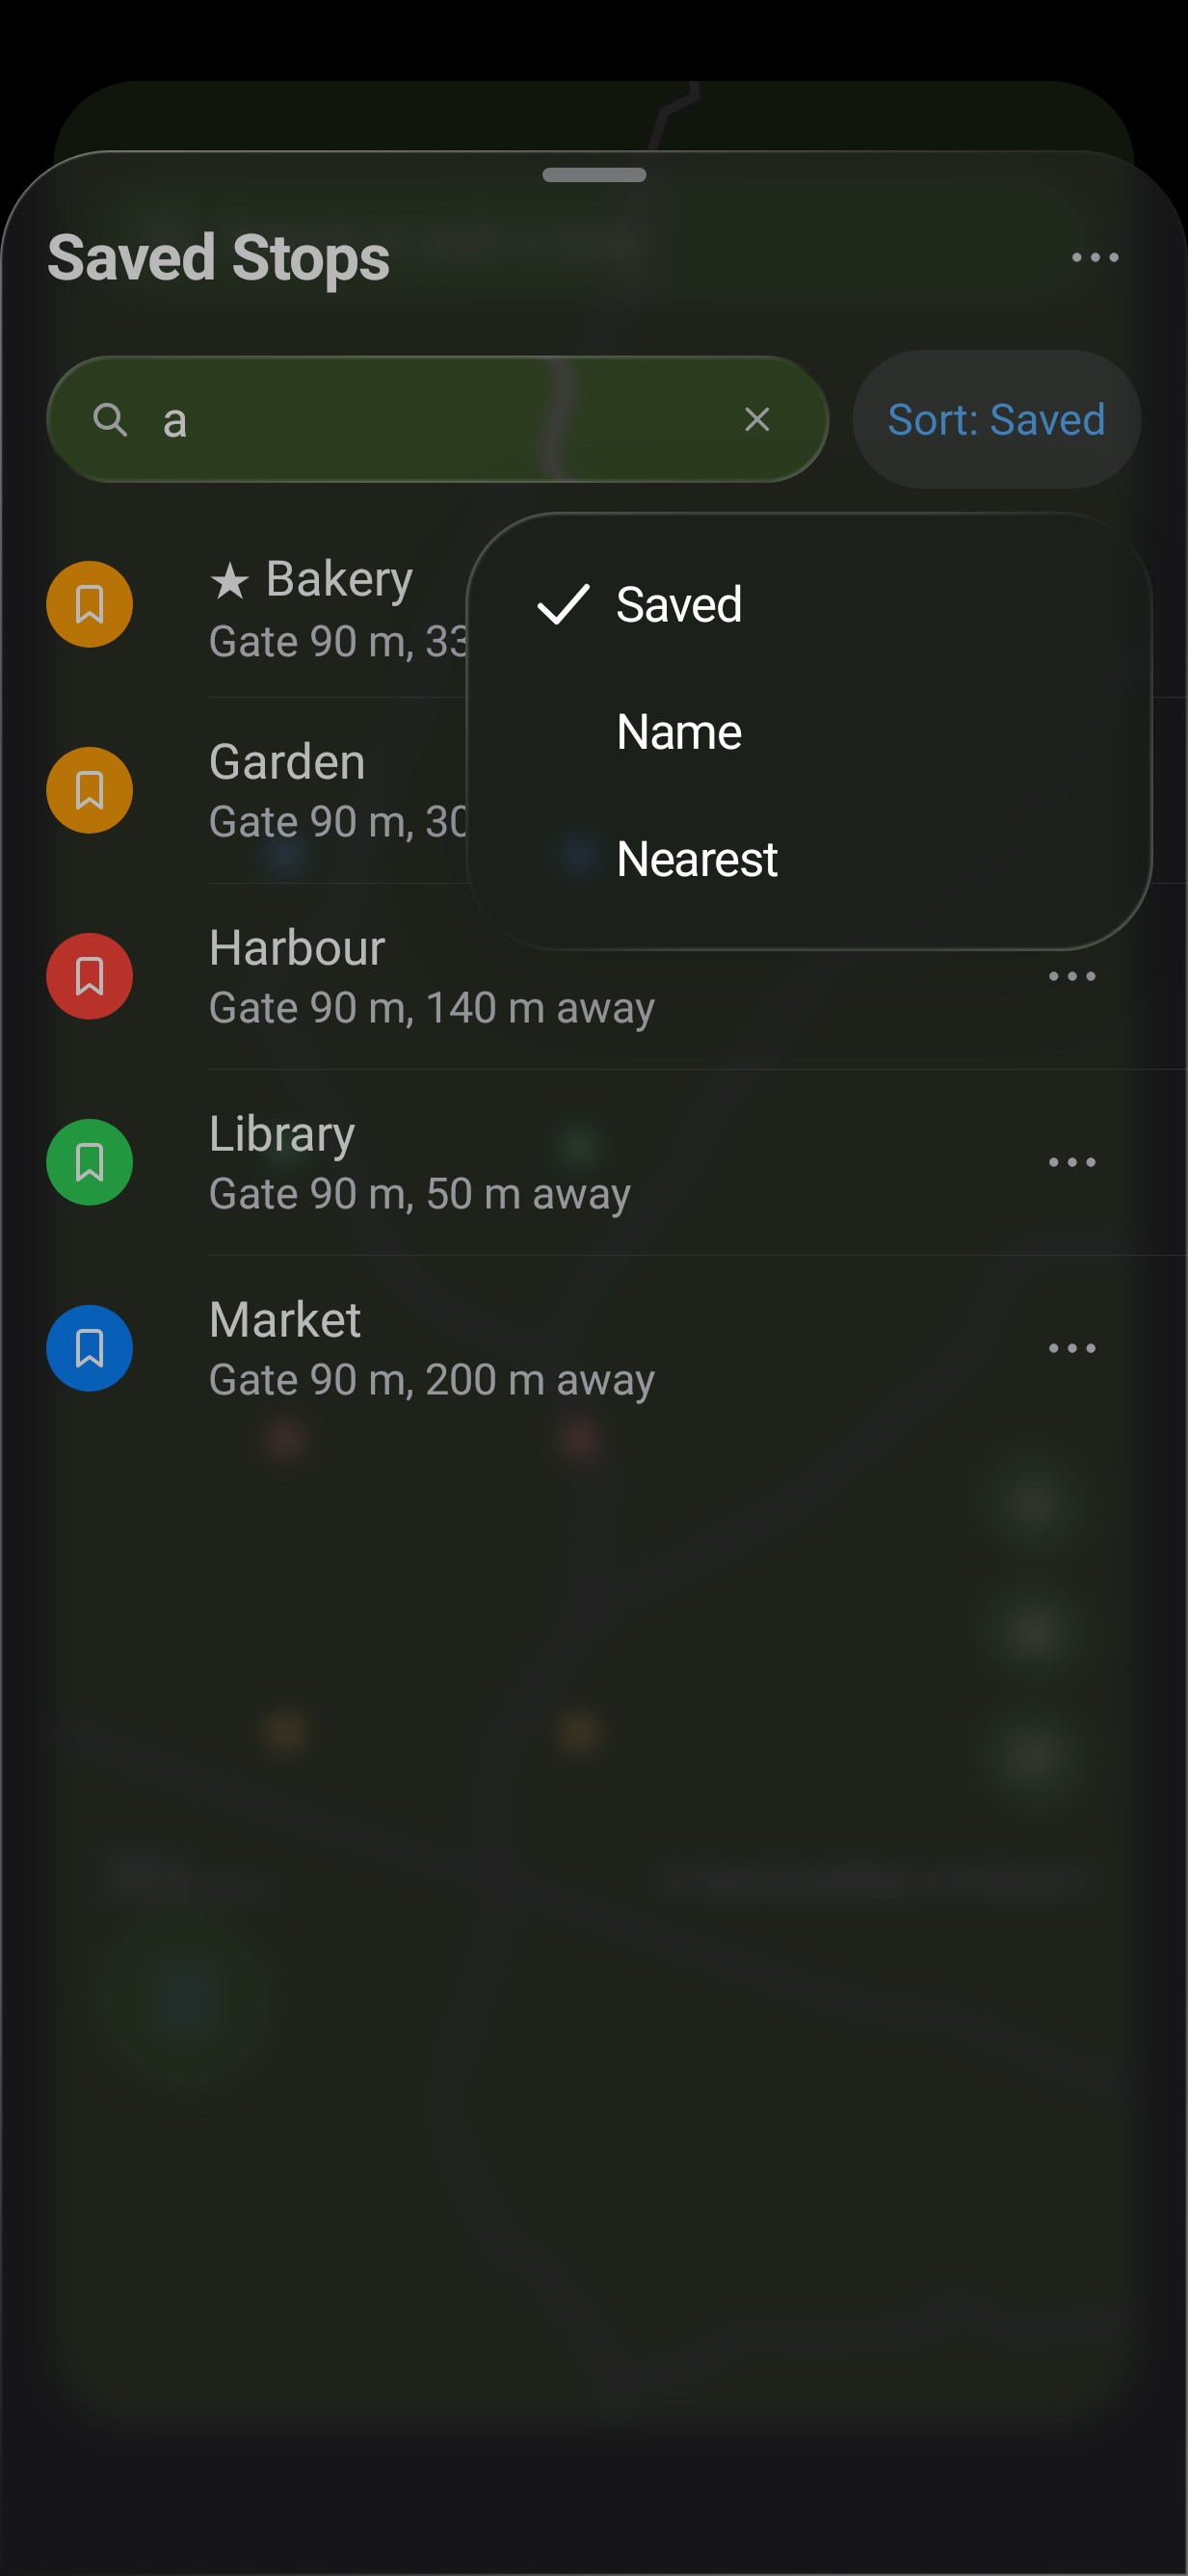 Saved Stops
a
Sort: Saved
★ Bakery
Gate 90 m, 33
Garden
Gate 90 m, 30
Harbour
Gate 90 m, 140 m away
Library
Gate 90 m, 50 m away
Market
Gate 90 m, 200 m away
Saved
Name
Nearest